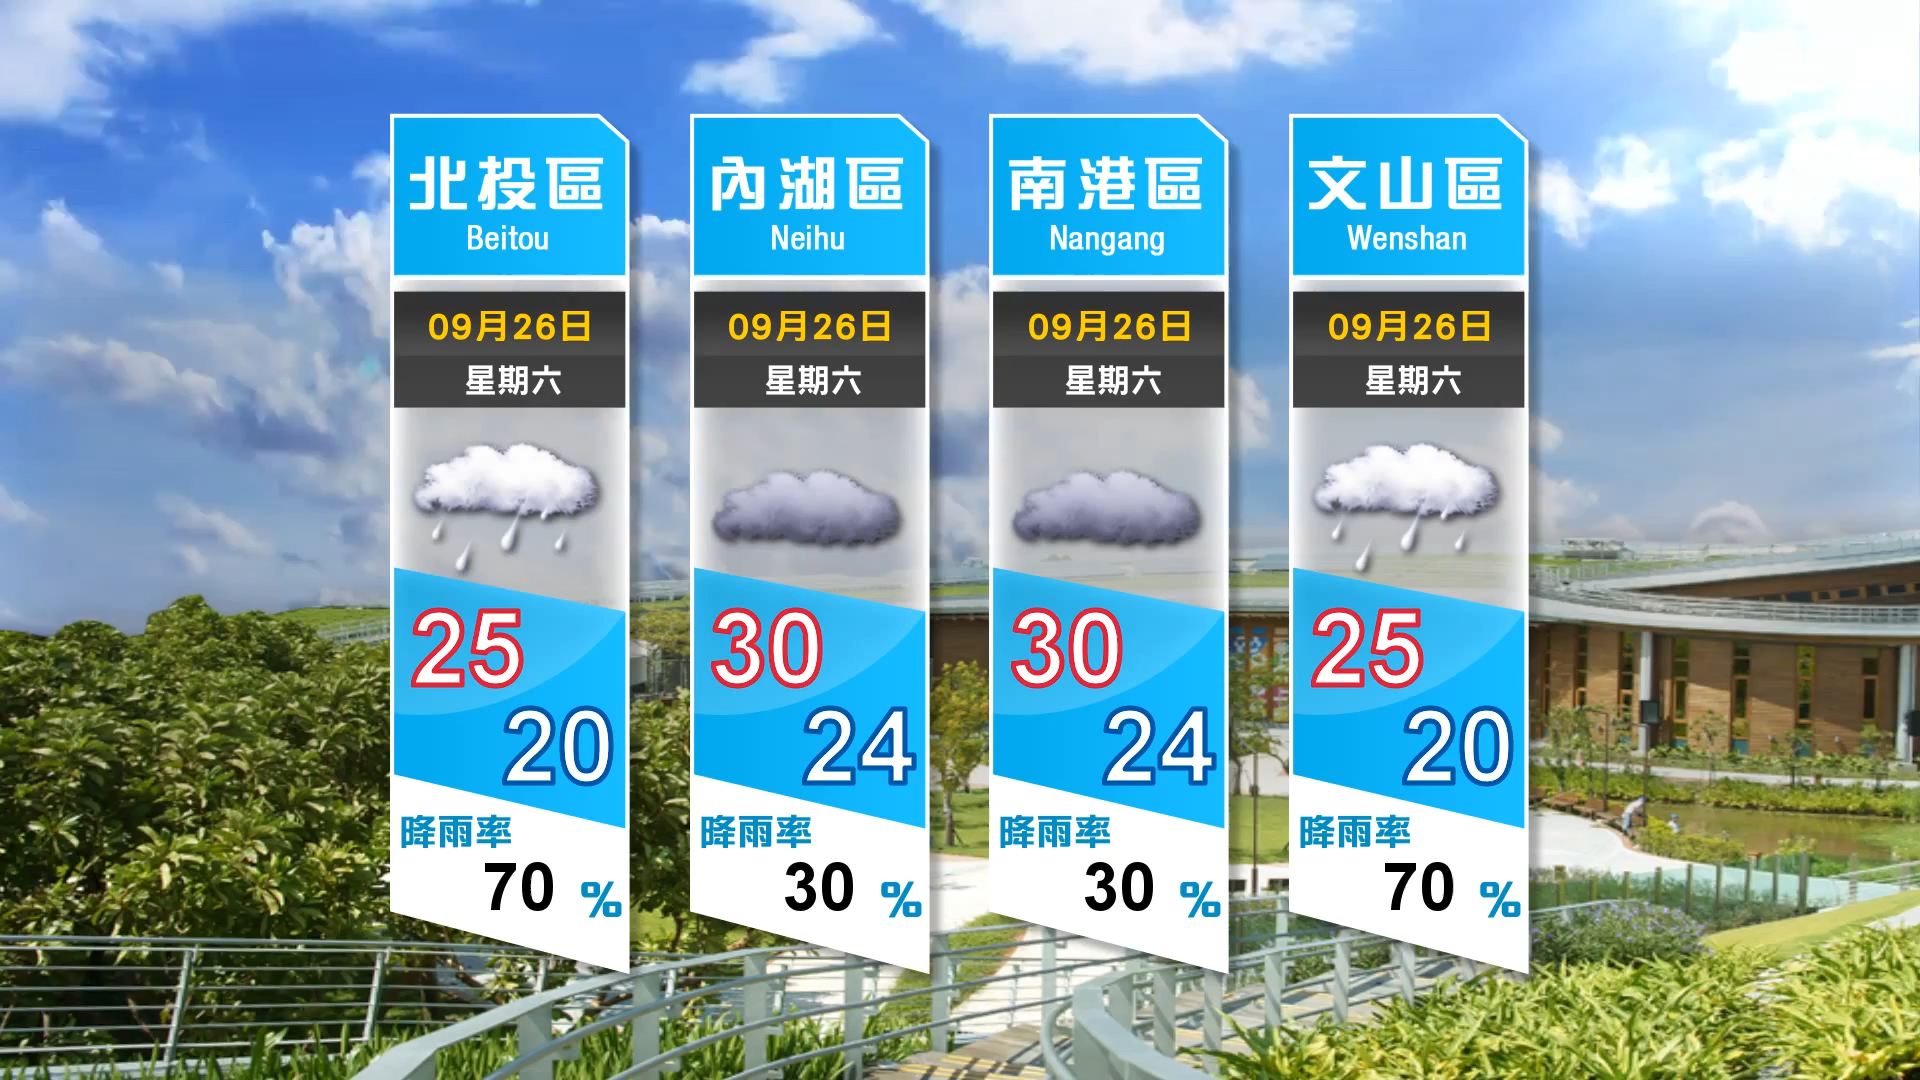 北投區
Beitou
09月26日
星期六
25
20
降雨率
70 %
內湖區
Neihu
09月26日
星期六
30
24
降雨率
30 %
南港區
Nangang
09月26日
星期六
30
24
降雨率
30 %
文山區
Wenshan
09月26日
星期六
25
20
降雨率
70 %